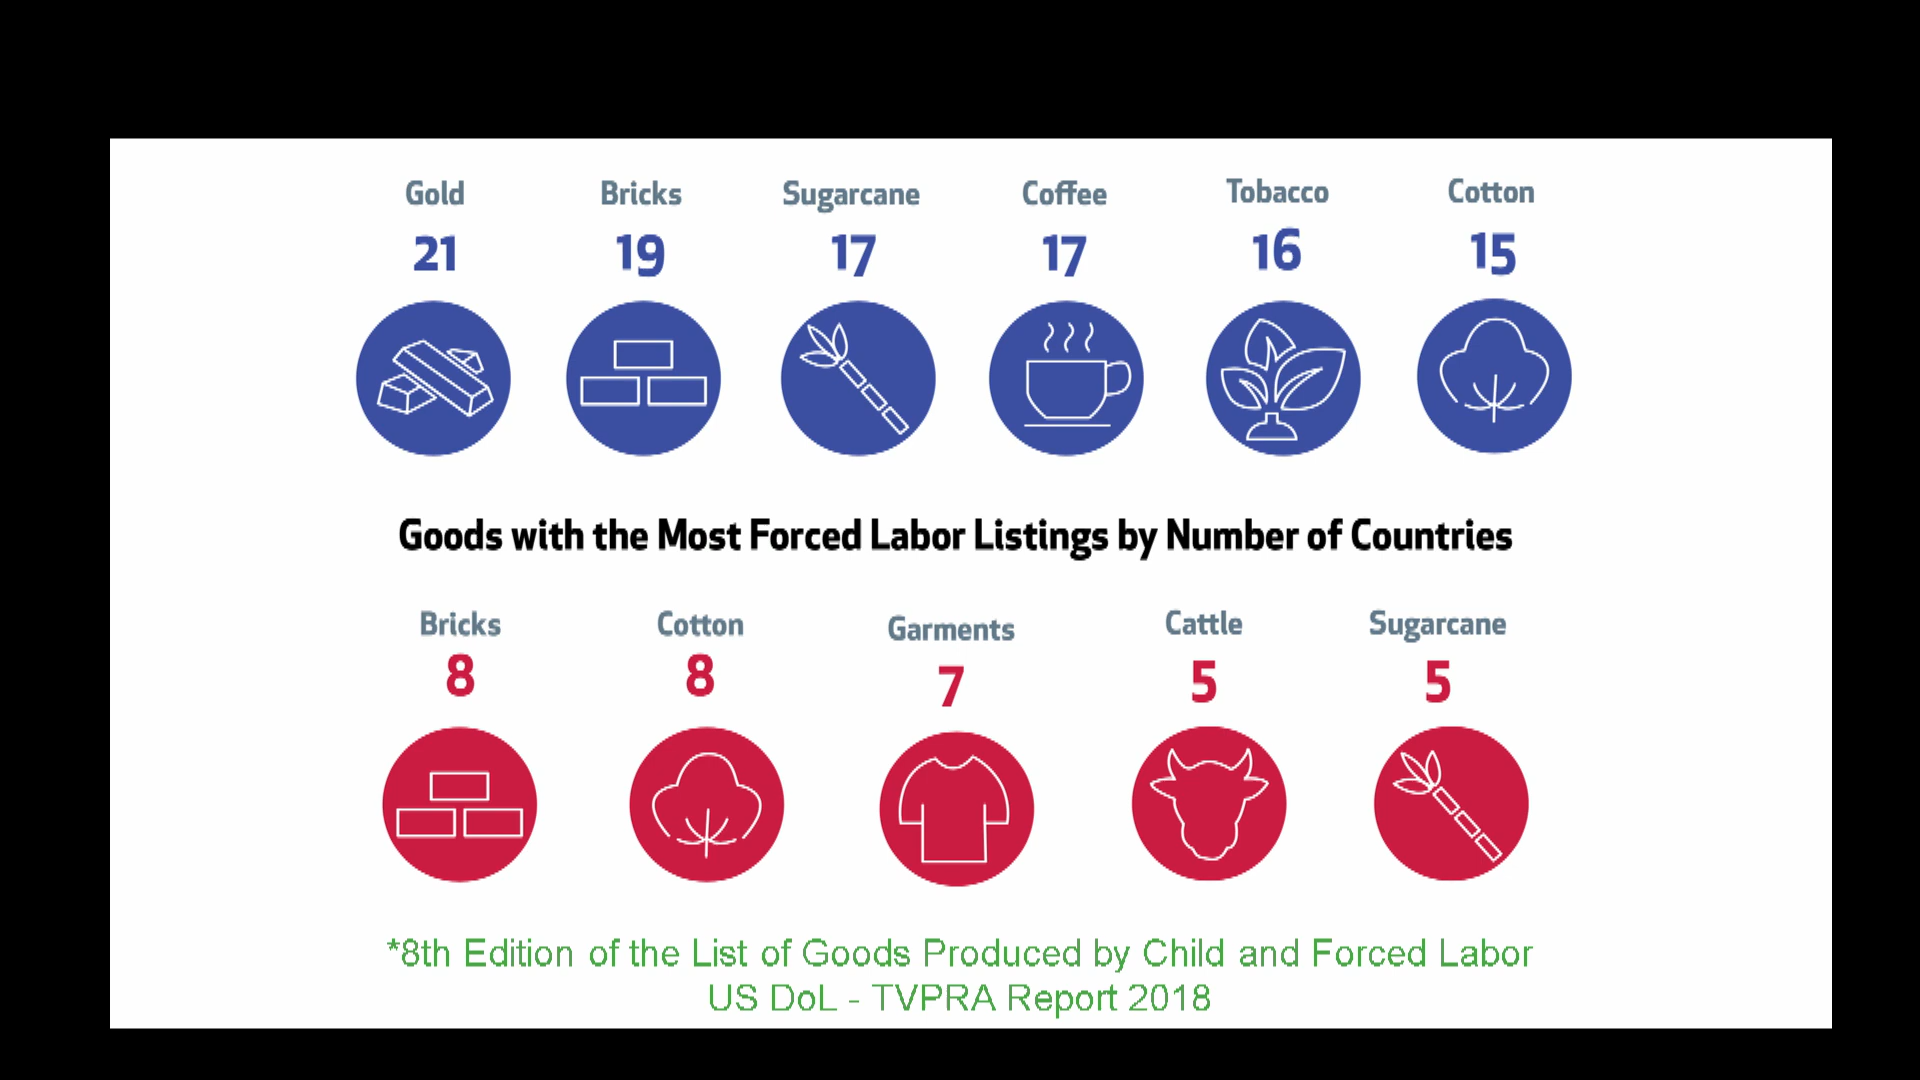 Gold Bricks Sugarcane Coffee Tobacco Cotton
21 19 17 17 16 15
Goods with the Most Forced Labor Listings by Number of Countries
Bricks Cotton Garments Cattle Sugarcane
8 8 7 5 5
*8th Edition of the List of Goods Produced by Child and Forced Labor
US DoL - TVPRA Report 2018